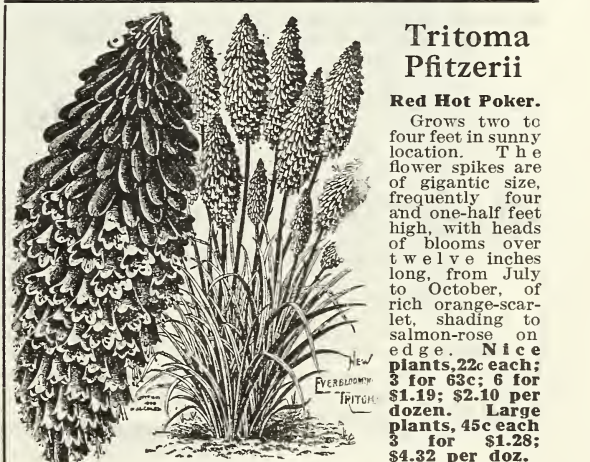 Tritoma
Pfitzerii
Red Hot Poker.
Grows two to
four feet in sunny
location. The
flower spikes are
of gigantic size,
frequently four
and one-half feet
high, with heads
of blooms over
twelve inches
long, from July
to October, of
rich orange-scar-
let, shading to
salmon-rose on
edge. Nice
plants, 22c each;
3 for 63c; 6 for
$1.19; $2.10 per
dozen. Large
plants, 45c each
3 for $1.28;
$4.32 per doz.
NEW
EVERBLOOM'G
TRITOMA